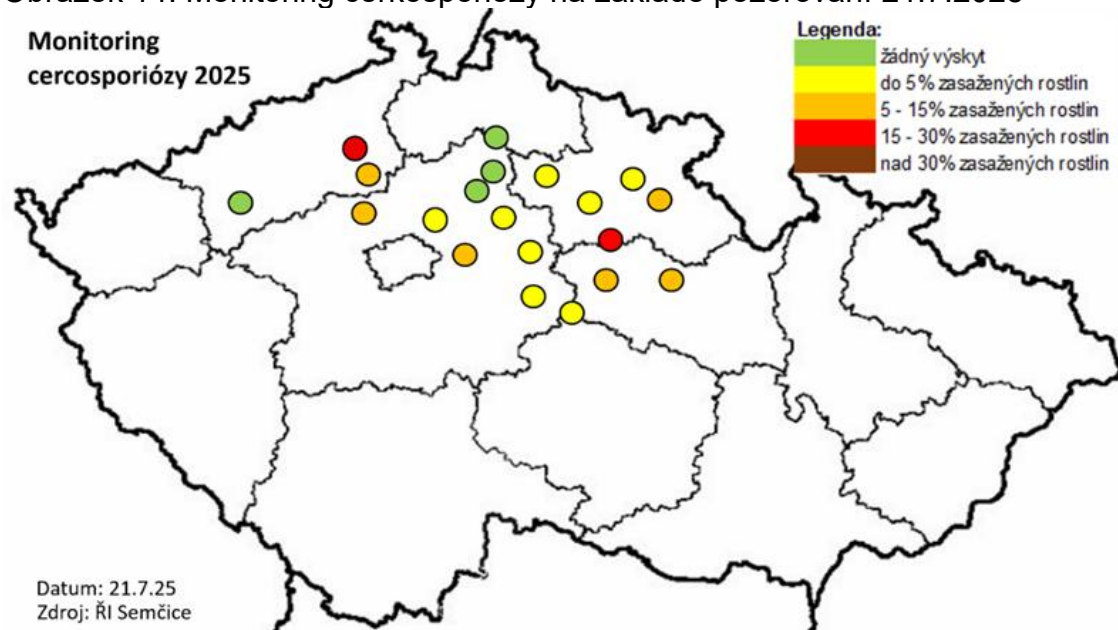 Monitoring
cercosporiózy 2025
Legenda:
žádný výskyt
do 5% zasažených rostlin
5 - 15% zasažených rostlin
15 - 30% zasažených rostlin
nad 30% zasažených rostlin
Datum: 21.7.25
Zdroj: ŘI Semčice